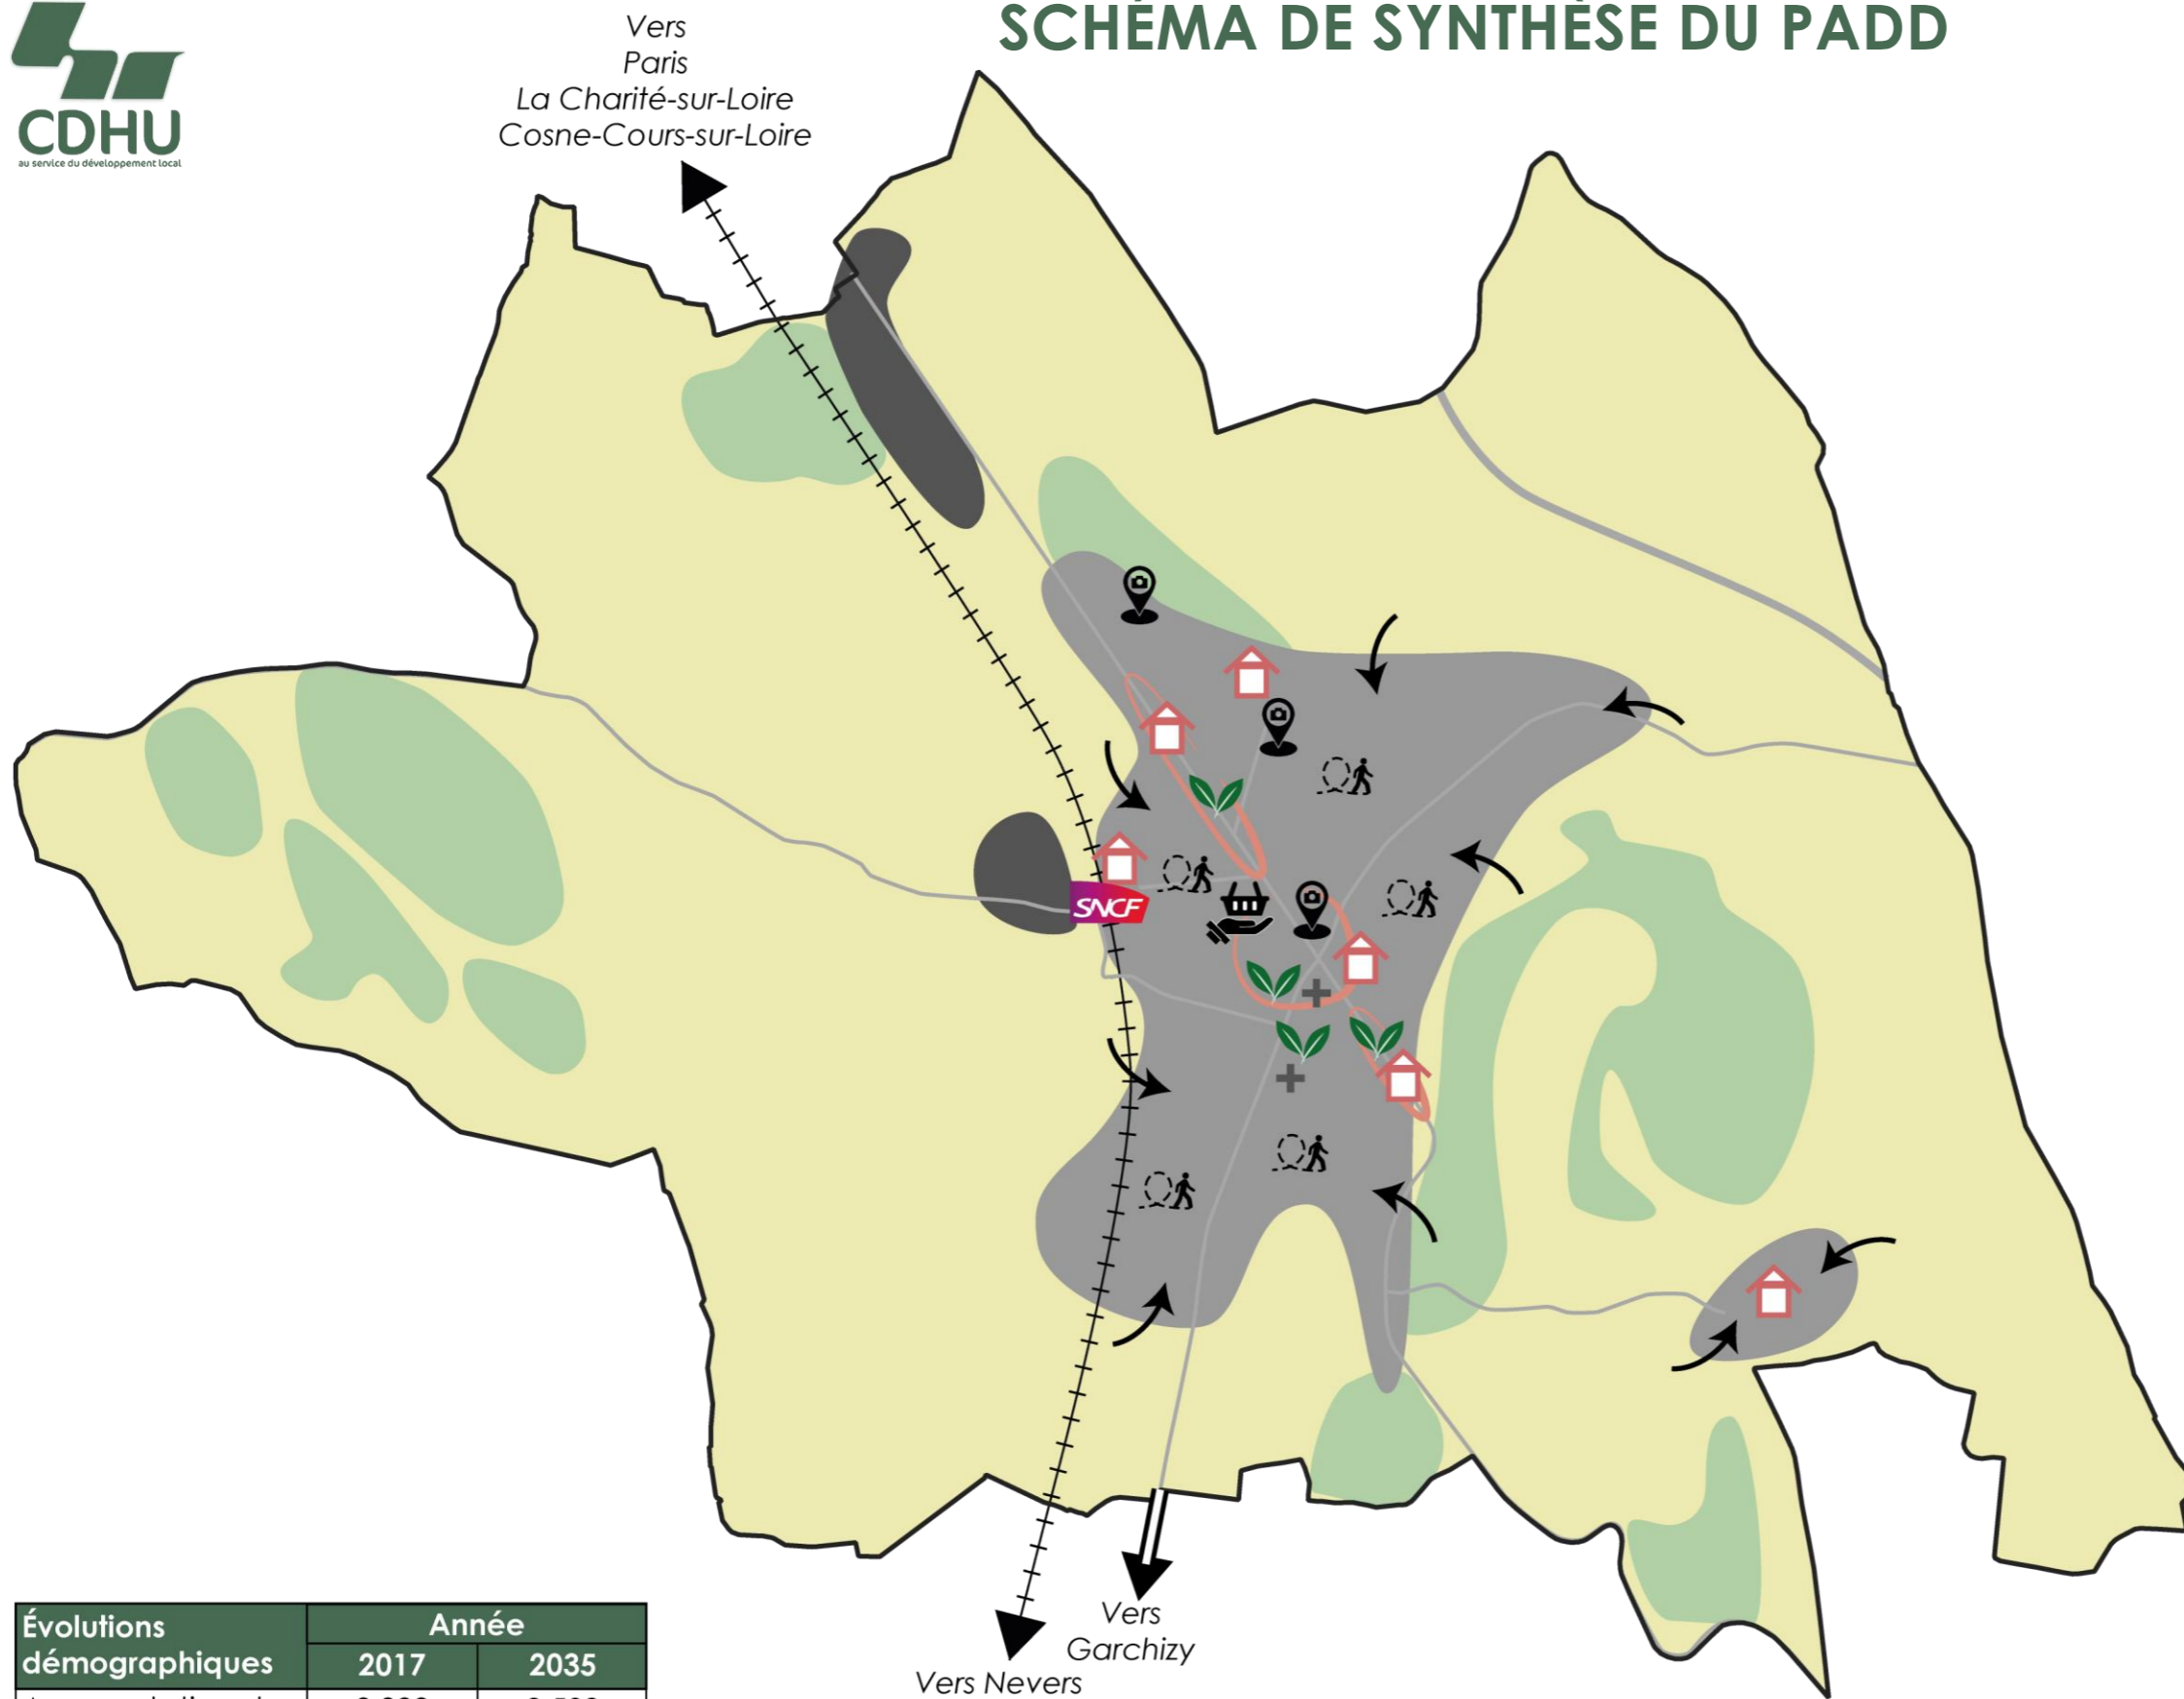 SCHÉMA DE SYNTHÈSE DU PADD
CDHU
au service du développement local
Vers
Paris
La Charité-sur-Loire
Cosne-Cours-sur-Loire
SNCF
Vers
Garchizy
Vers Nevers
Évolutions
démographiques
Année
2017
2035